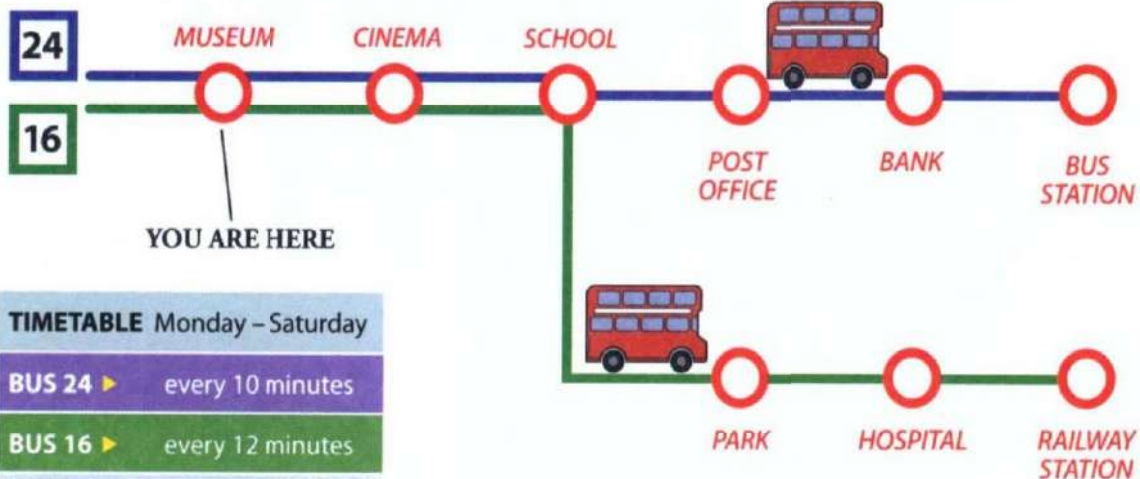 24
MUSEUM
CINEMA
SCHOOL
16
POST
OFFICE
BANK
BUS
STATION
YOU ARE HERE
TIMETABLE Monday – Saturday
BUS 24 ► every 10 minutes
BUS 16 ► every 12 minutes
PARK
HOSPITAL
RAILWAY
STATION